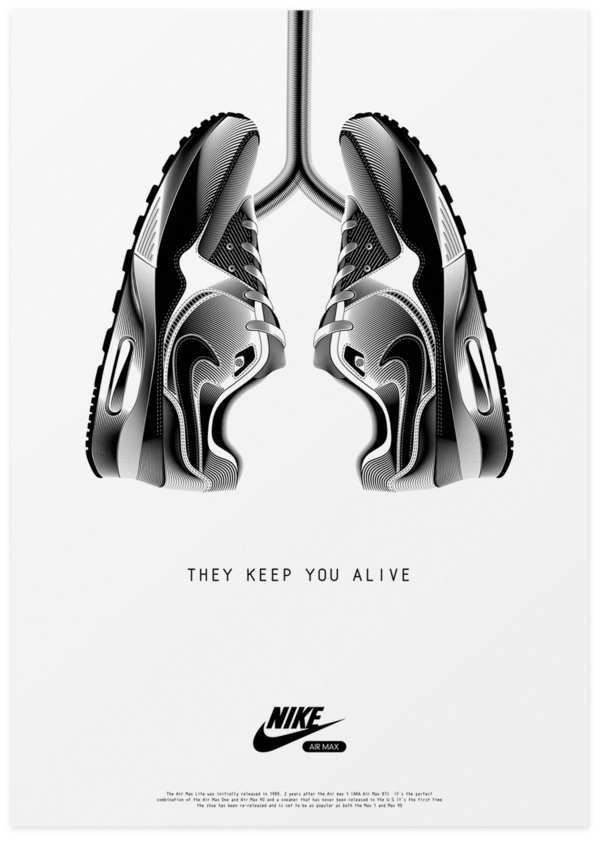 THEY KEEP YOU ALIVE
NIKE
AIR MAX
The Air Max Lite was initially released in 1989, 2 years after the Air max 1 (AKA Air Max 87) It's the perfect
combination of the Air Max One and Air Max 90 and a sneaker that has never been released in the U S It's the first time
the shoe has been re-released and is set to be as popular as both the Max 1 and Max 90